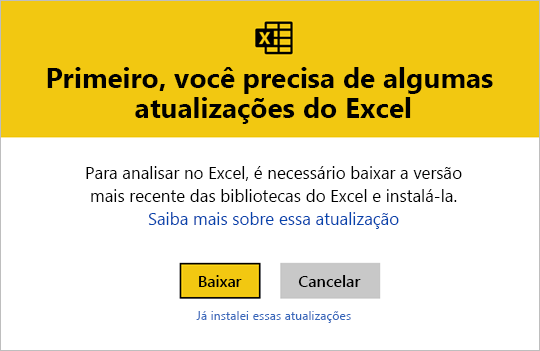 Primeiro, você precisa de algumas
atualizações do Excel
Para analisar no Excel, é necessário baixar a versão
mais recente das bibliotecas do Excel e instalá-la.
Saiba mais sobre essa atualização
Baixar Cancelar
Já instalei essas atualizações